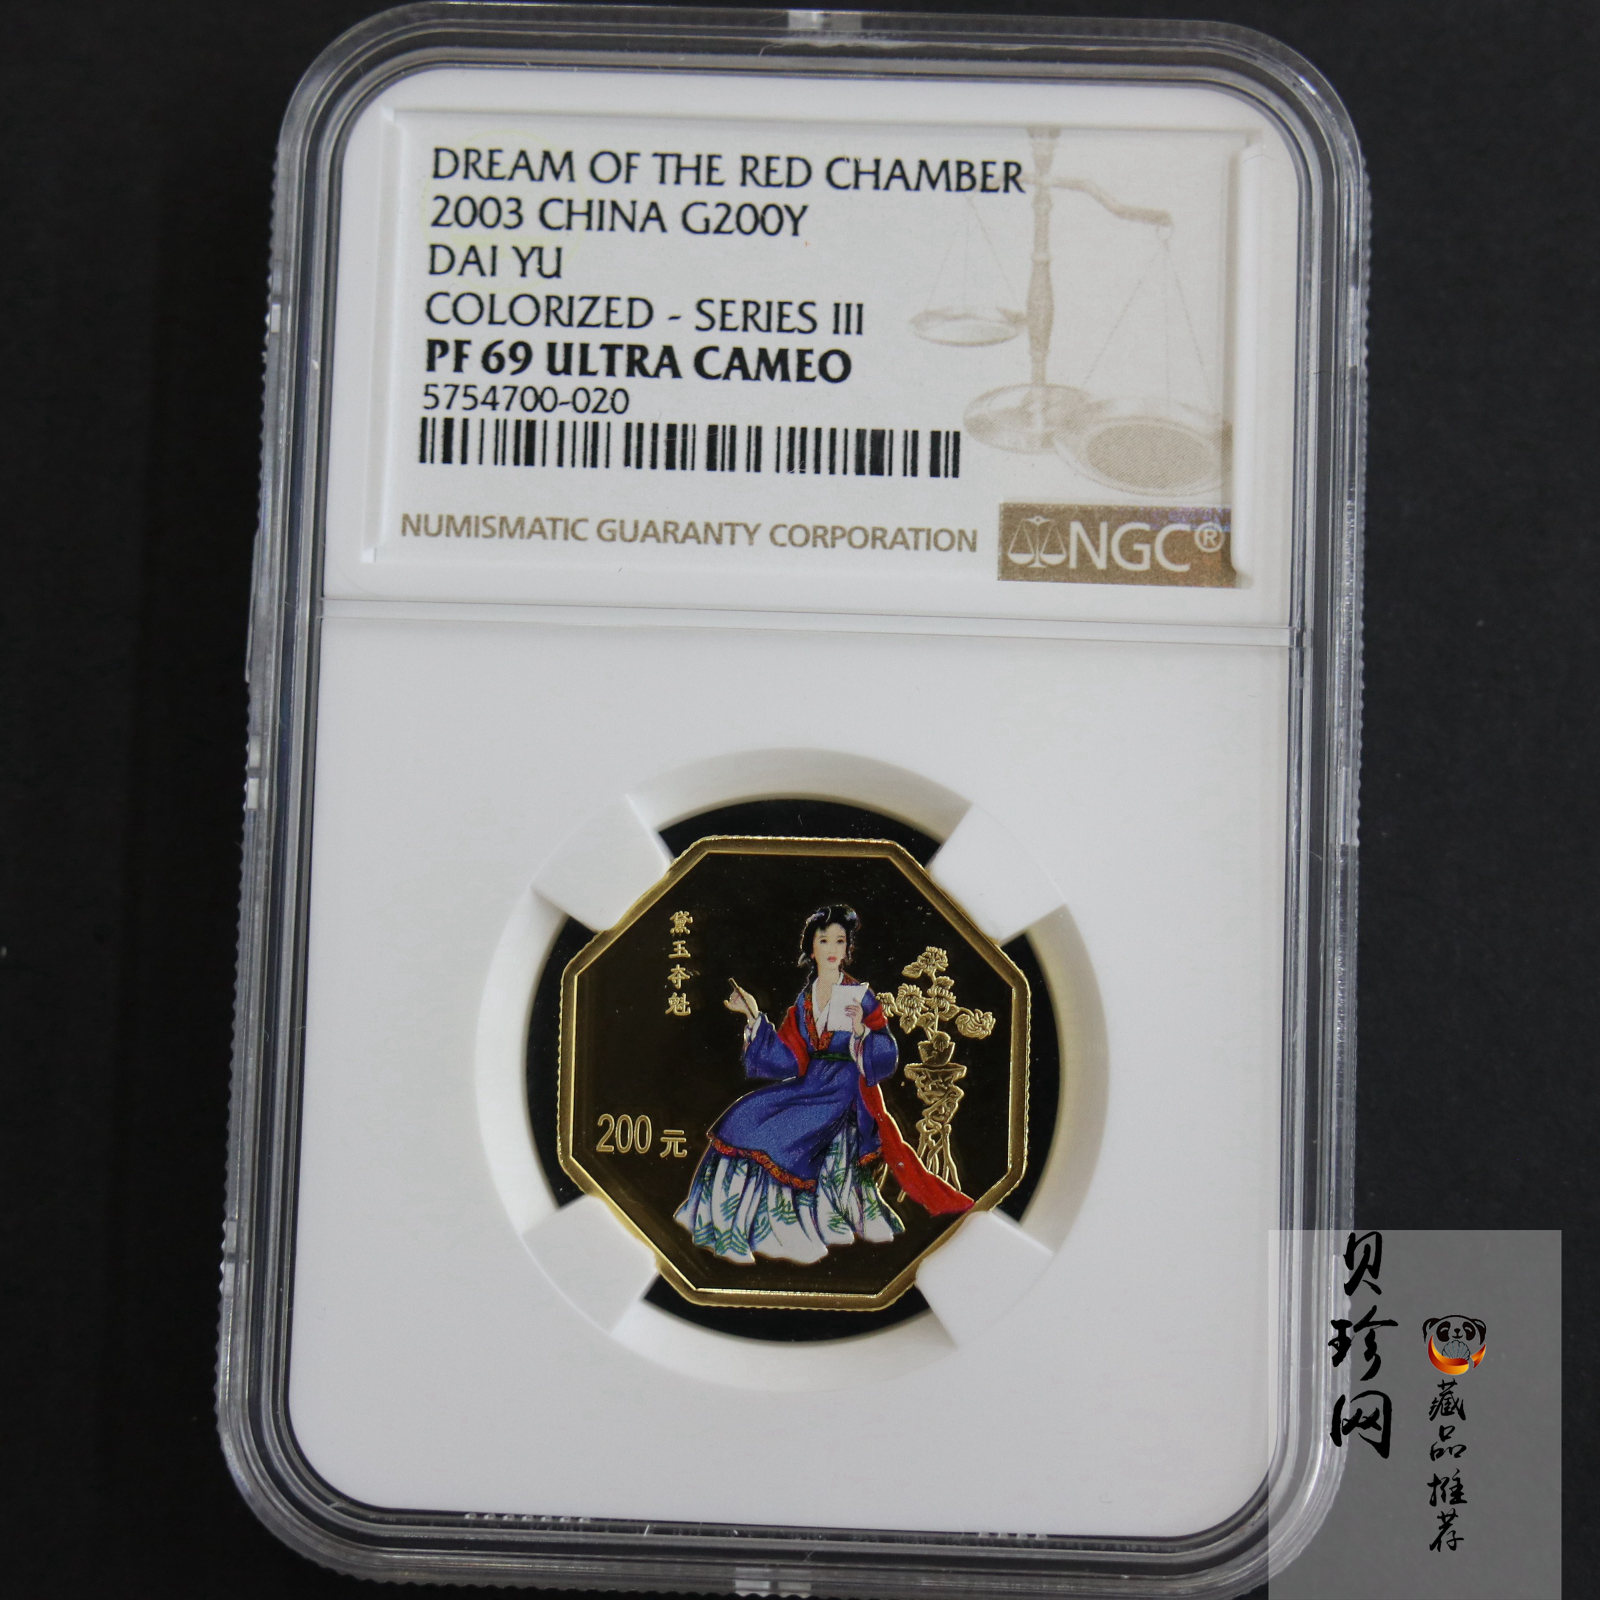 DREAM OF THE RED CHAMBER
2003 CHINA G200Y
DAI YU
COLORIZED - SERIES III
PF 69 ULTRA CAMEO
5754700-020
NUMISMATIC GUARANTY CORPORATION
NGC®
黛玉夺魁
200元
贝珍网
藏品推荐